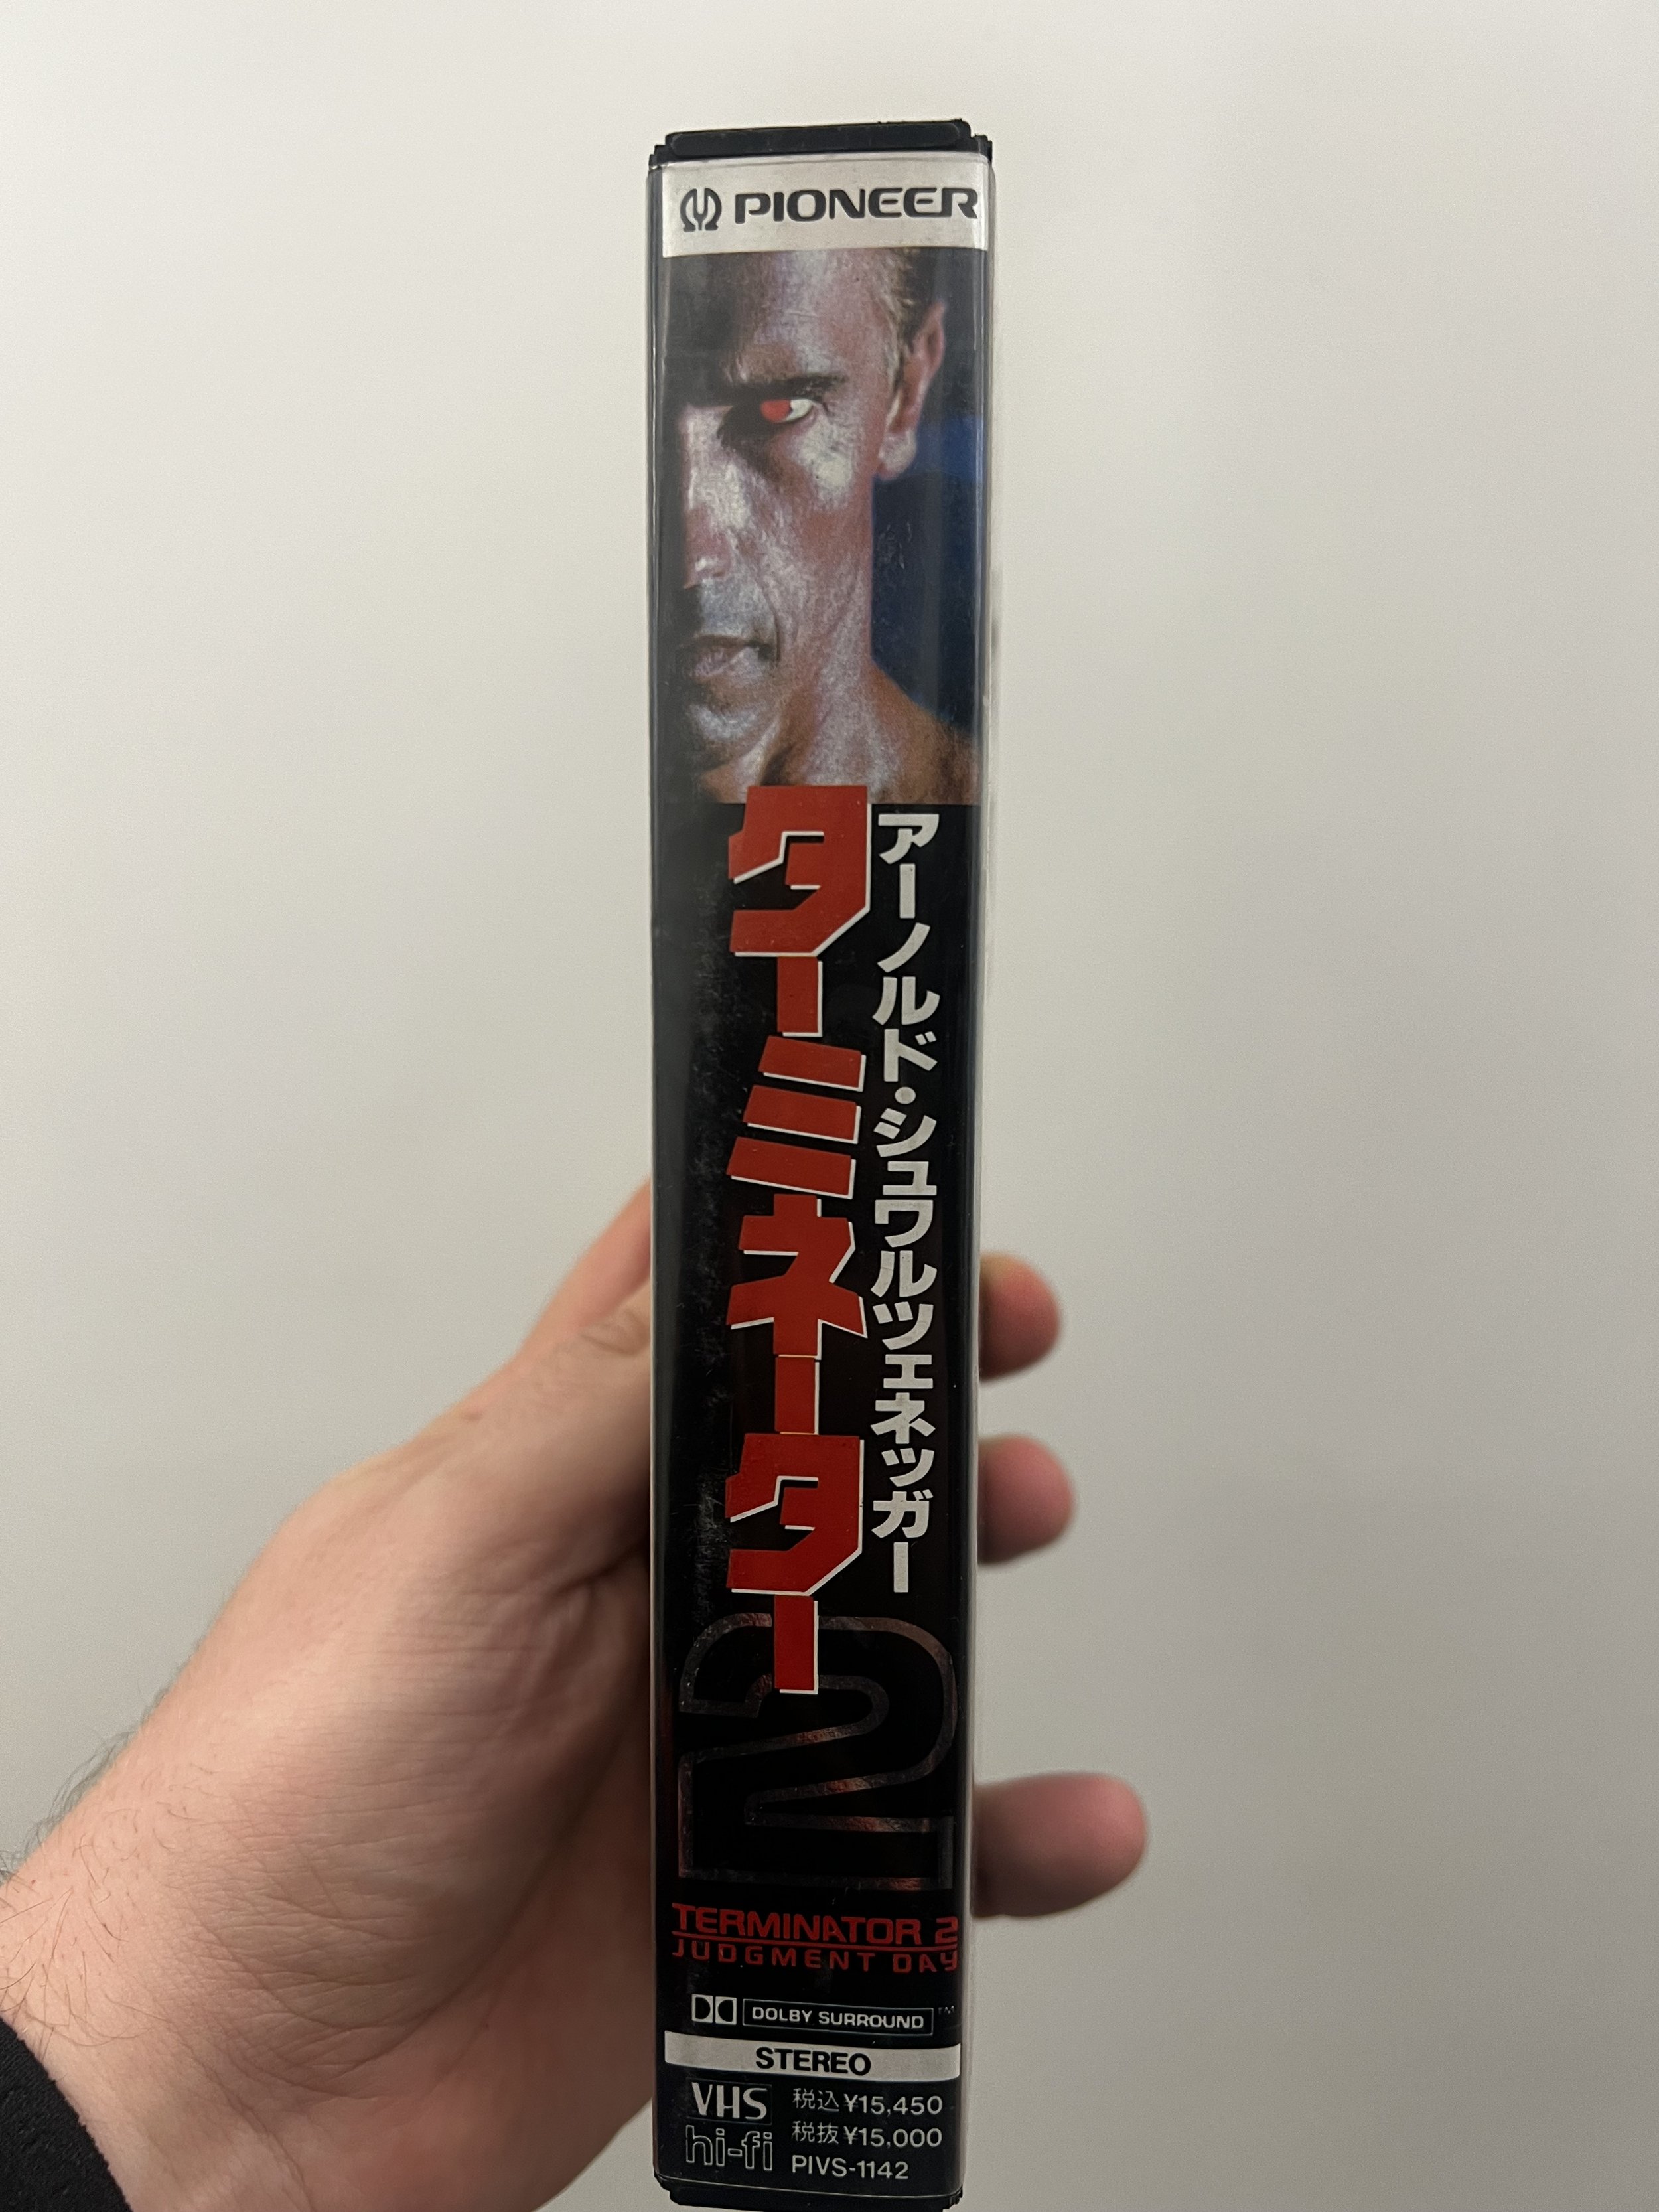 PIONEER
アーノルド・シュワルツェネッガー
ターミネーター
2
TERMINATOR 2
JUDGMENT DAY
DOLBY SURROUND™
STEREO
VHS
hi-fi
税込¥15,450
税抜¥15,000
PIVS-1142